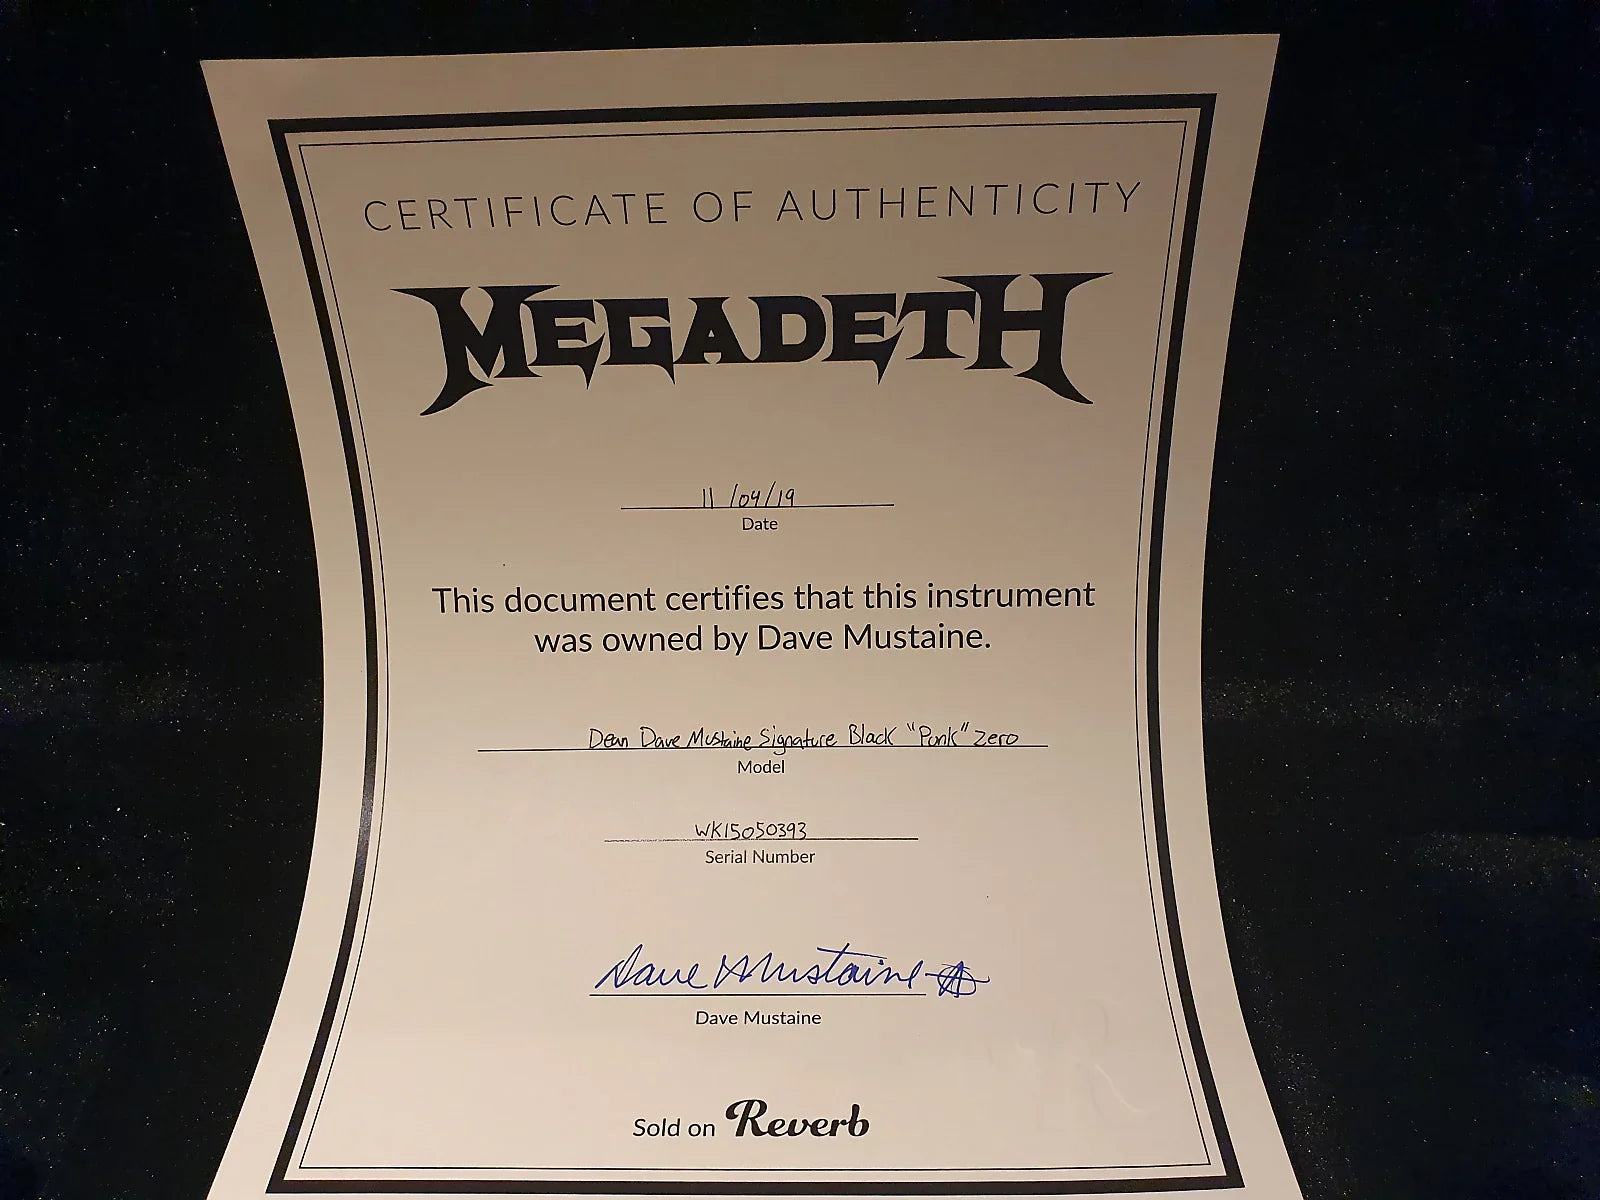 CERTIFICATE OF AUTHENTICITY
MEGADETH
11/04/19
Date
This document certifies that this instrument
was owned by Dave Mustaine.
Dean Dave Mustaine Signature Black "Punk" Zero
Model
WK15050393
Serial Number
Dave Mustaine
Dave Mustaine
Sold on Reverb